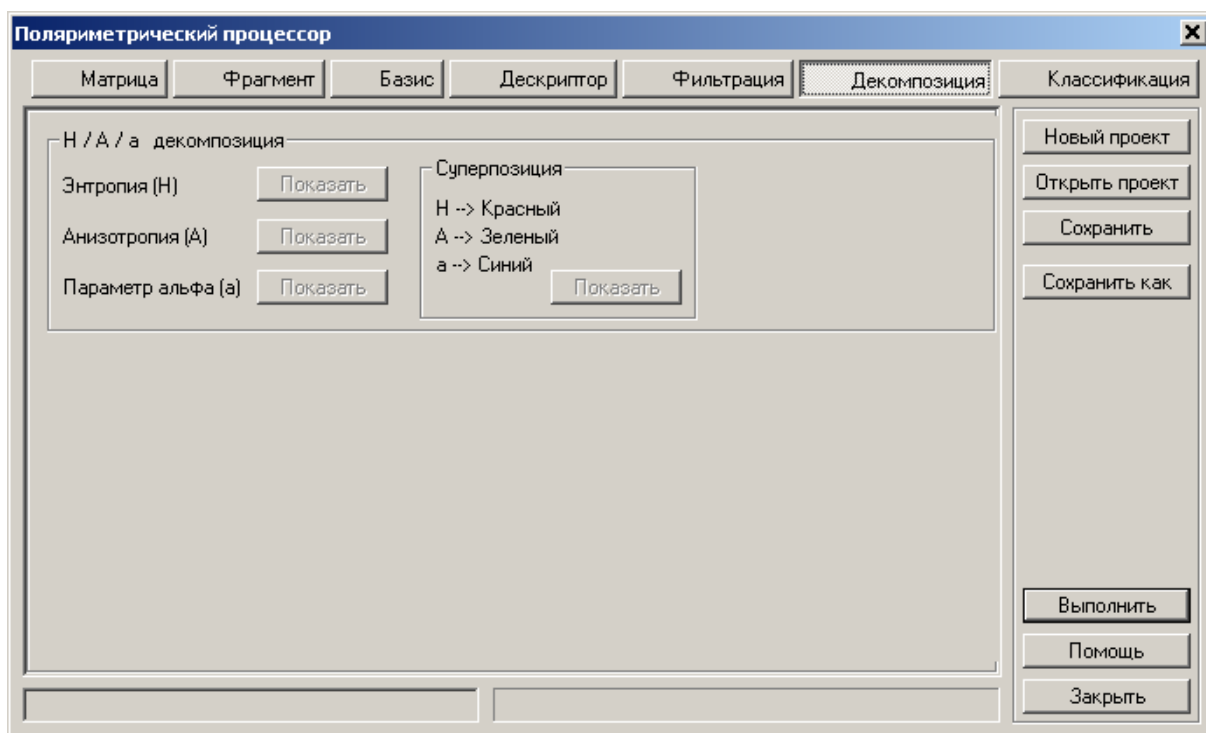 Поляриметрический процессор
Матрица Фрагмент Базис Дескриптор Фильтрация Декомпозиция Классификация
H / A / a декомпозиция
Энтропия (H) Показать
Анизотропия (A) Показать
Параметр альфа (a) Показать
Суперпозиция
H --> Красный
A --> Зеленый
a --> Синий
Показать
Новый проект
Открыть проект
Сохранить
Сохранить как
Выполнить
Помощь
Закрыть